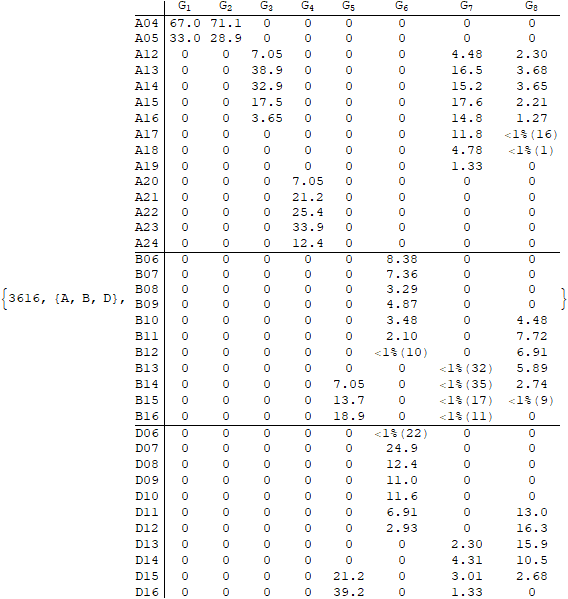 G₁ G₂ G₃ G₄ G₅ G₆ G₇ G₈
A04 67.0 71.1 0 0 0 0 0 0
A05 33.0 28.9 0 0 0 0 0 0
A12 0 0 7.05 0 0 0 4.48 2.30
A13 0 0 38.9 0 0 0 16.5 3.68
A14 0 0 32.9 0 0 0 15.2 3.65
A15 0 0 17.5 0 0 0 17.6 2.21
A16 0 0 3.65 0 0 0 14.8 1.27
A17 0 0 0 0 0 0 11.8 <1%(16)
A18 0 0 0 0 0 0 4.78 <1%(1)
A19 0 0 0 0 0 0 1.33 0
A20 0 0 0 7.05 0 0 0 0
A21 0 0 0 21.2 0 0 0 0
A22 0 0 0 25.4 0 0 0 0
A23 0 0 0 33.9 0 0 0 0
A24 0 0 0 12.4 0 0 0 0
B06 0 0 0 0 0 8.38 0 0
B07 0 0 0 0 0 7.36 0 0
B08 0 0 0 0 0 3.29 0 0
{3616, {A, B, D}, }
B09 0 0 0 0 0 4.87 0 0
B10 0 0 0 0 0 3.48 0 4.48
B11 0 0 0 0 0 2.10 0 7.72
B12 0 0 0 0 0 <1%(10) 0 6.91
B13 0 0 0 0 0 0 <1%(32) 5.89
B14 0 0 0 0 7.05 0 <1%(35) 2.74
B15 0 0 0 0 13.7 0 <1%(17) <1%(9)
B16 0 0 0 0 18.9 0 <1%(11) 0
D06 0 0 0 0 0 <1%(22) 0 0
D07 0 0 0 0 0 24.9 0 0
D08 0 0 0 0 0 12.4 0 0
D09 0 0 0 0 0 11.0 0 0
D10 0 0 0 0 0 11.6 0 0
D11 0 0 0 0 0 6.91 0 13.0
D12 0 0 0 0 0 2.93 0 16.3
D13 0 0 0 0 0 0 2.30 15.9
D14 0 0 0 0 0 0 4.31 10.5
D15 0 0 0 0 21.2 0 3.01 2.68
D16 0 0 0 0 39.2 0 1.33 0